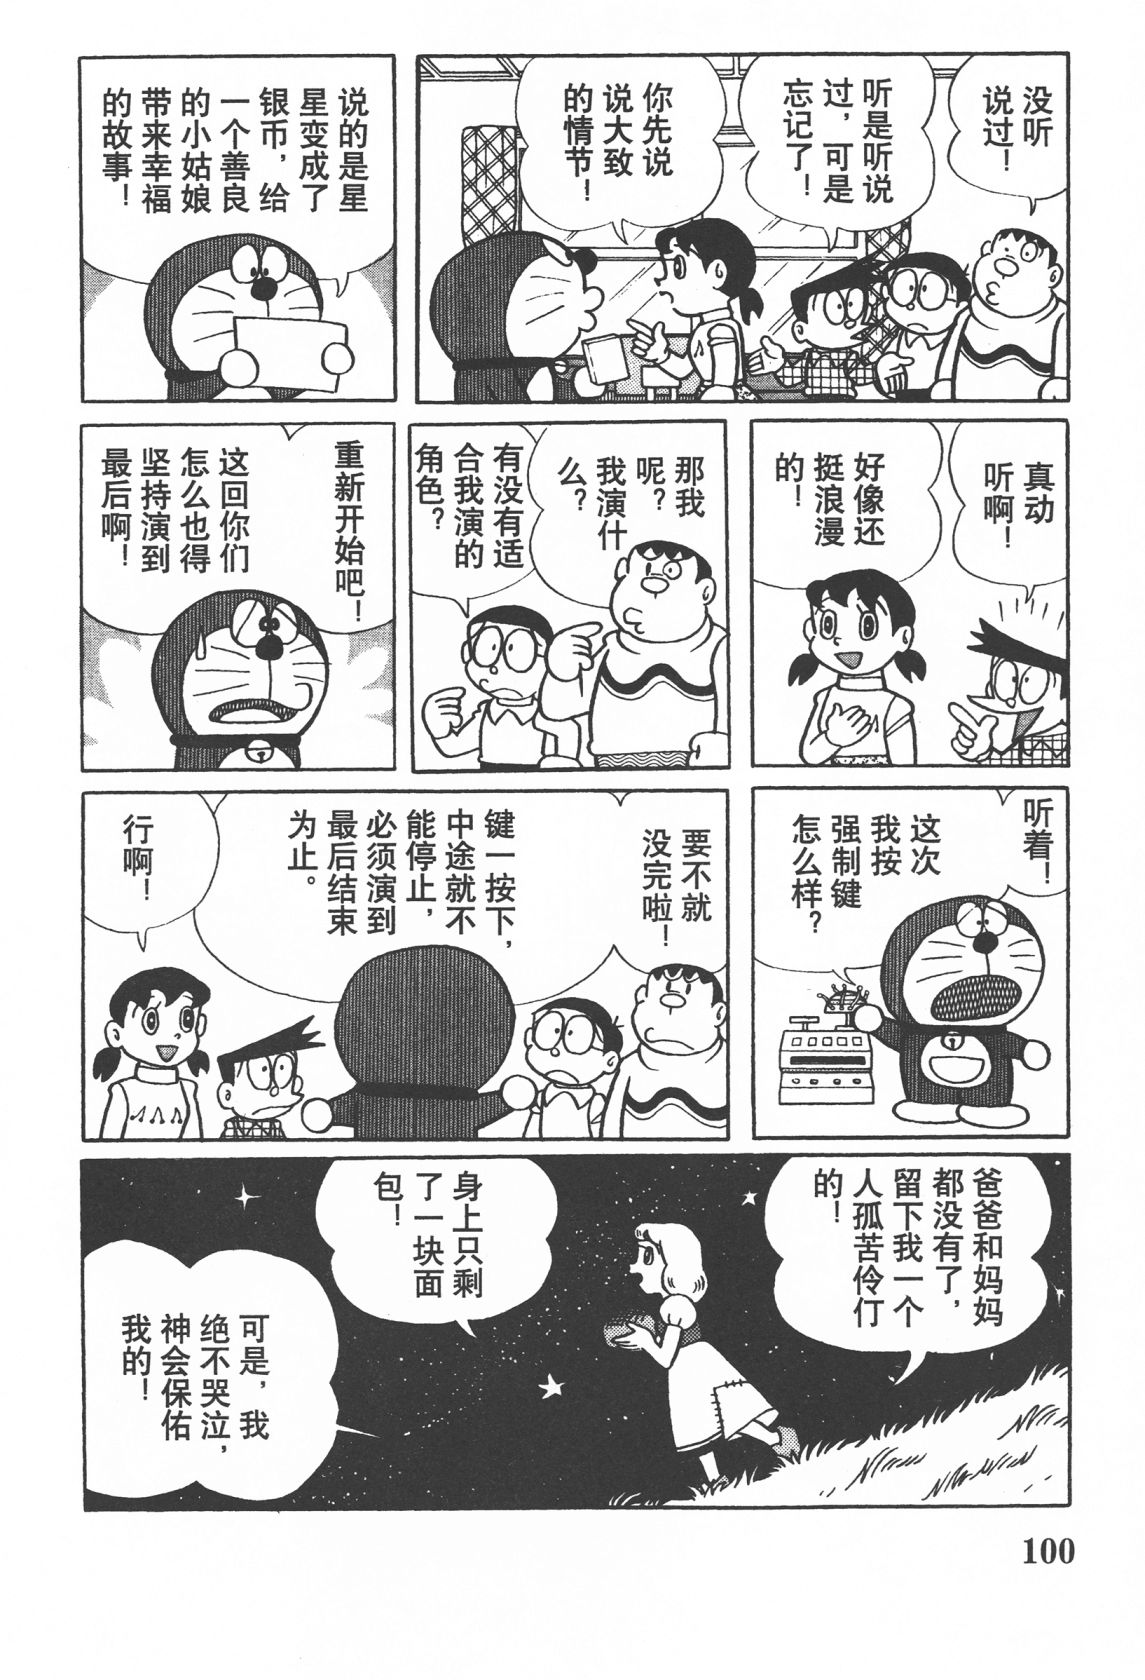 没听
说过！
听是听说
过，可是
忘记了！
你先说
说大致
的情节！
说的是星
星变成了
银币，给
一个善良
的小姑娘
带来幸福
的故事！
真动
听啊！
好像还
挺浪漫
的！
那我
呢？
我演什
么？
有没有适
合我演的
角色？
重新开始吧！
这回你们
怎么也得
坚持演到
最后啊！
听着！
这次
我按
强制键
怎么样？
要不就
没完啦！
键一按下，
中途就不
能停止，
必须演到
最后结束
为止。
行啊！
爸爸和妈妈
都没有了，
留下我一个
人孤苦伶仃
的！
身上只剩
了一块面
包！
可是，我
绝不哭泣，
神会保佑
我的！
100